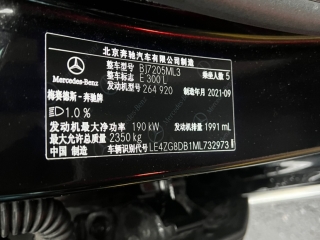 北京奔驰汽车有限公司制造
整车型号 BJ7205ML3 乘坐人数 5
整车标志 E 300 L
Mercedes-Benz
发动机型号 264 920 制造年月 2021-09
梅赛德斯-奔驰牌
1.0 %
发动机最大净功率 190 kW 发动机排量 1991 mL
最大允许总质量 2350 kg
中国 制造 车辆识别代号 LE4ZG8DB1ML732973